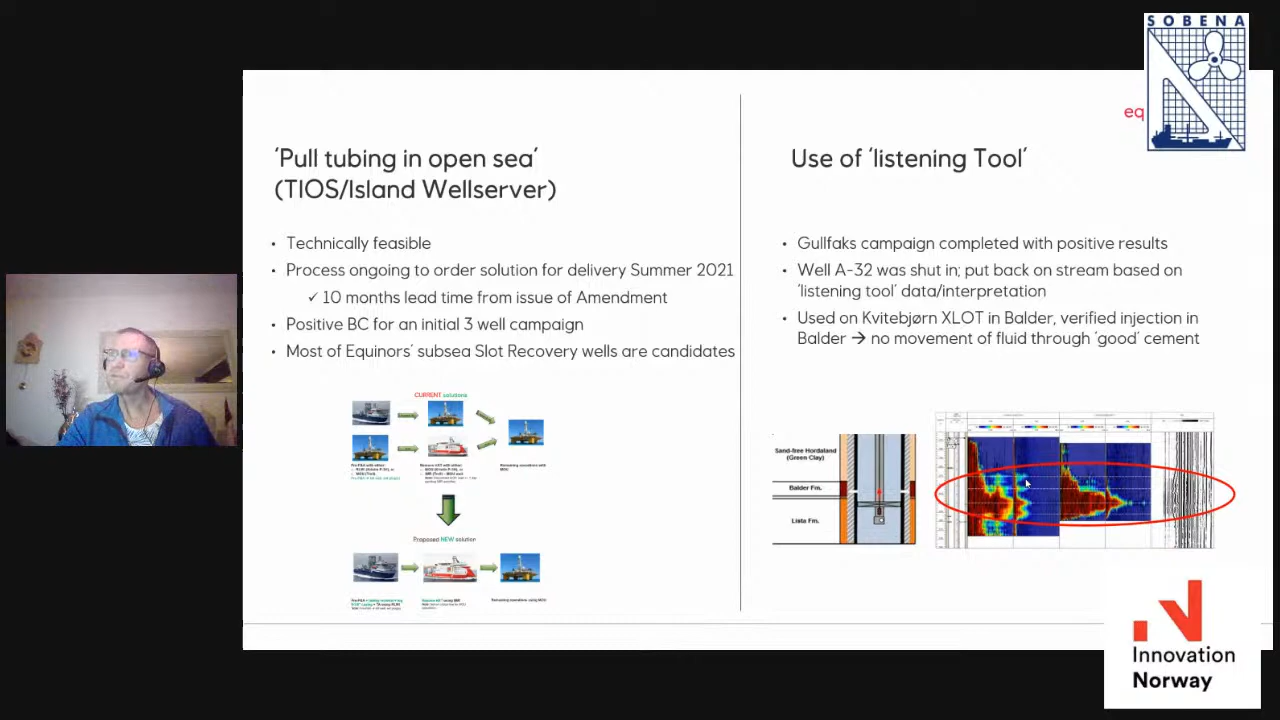 SOBENA
eq
'Pull tubing in open sea'
(TIOS/Island Wellserver)
• Technically feasible
• Process ongoing to order solution for delivery Summer 2021
✓ 10 months lead time from issue of Amendment
• Positive BC for an initial 3 well campaign
• Most of Equinors' subsea Slot Recovery wells are candidates
CURRENT solutions
Proposed NEW solution
Use of 'listening Tool'
• Gullfaks campaign completed with positive results
• Well A-32 was shut in; put back on stream based on
'listening tool' data/interpretation
• Used on Kvitebjørn XLOT in Balder, verified injection in
Balder → no movement of fluid through 'good' cement
Sand-free Hordaland
(Green Clay)
Balder Fm.
Lista Fm.
Innovation
Norway